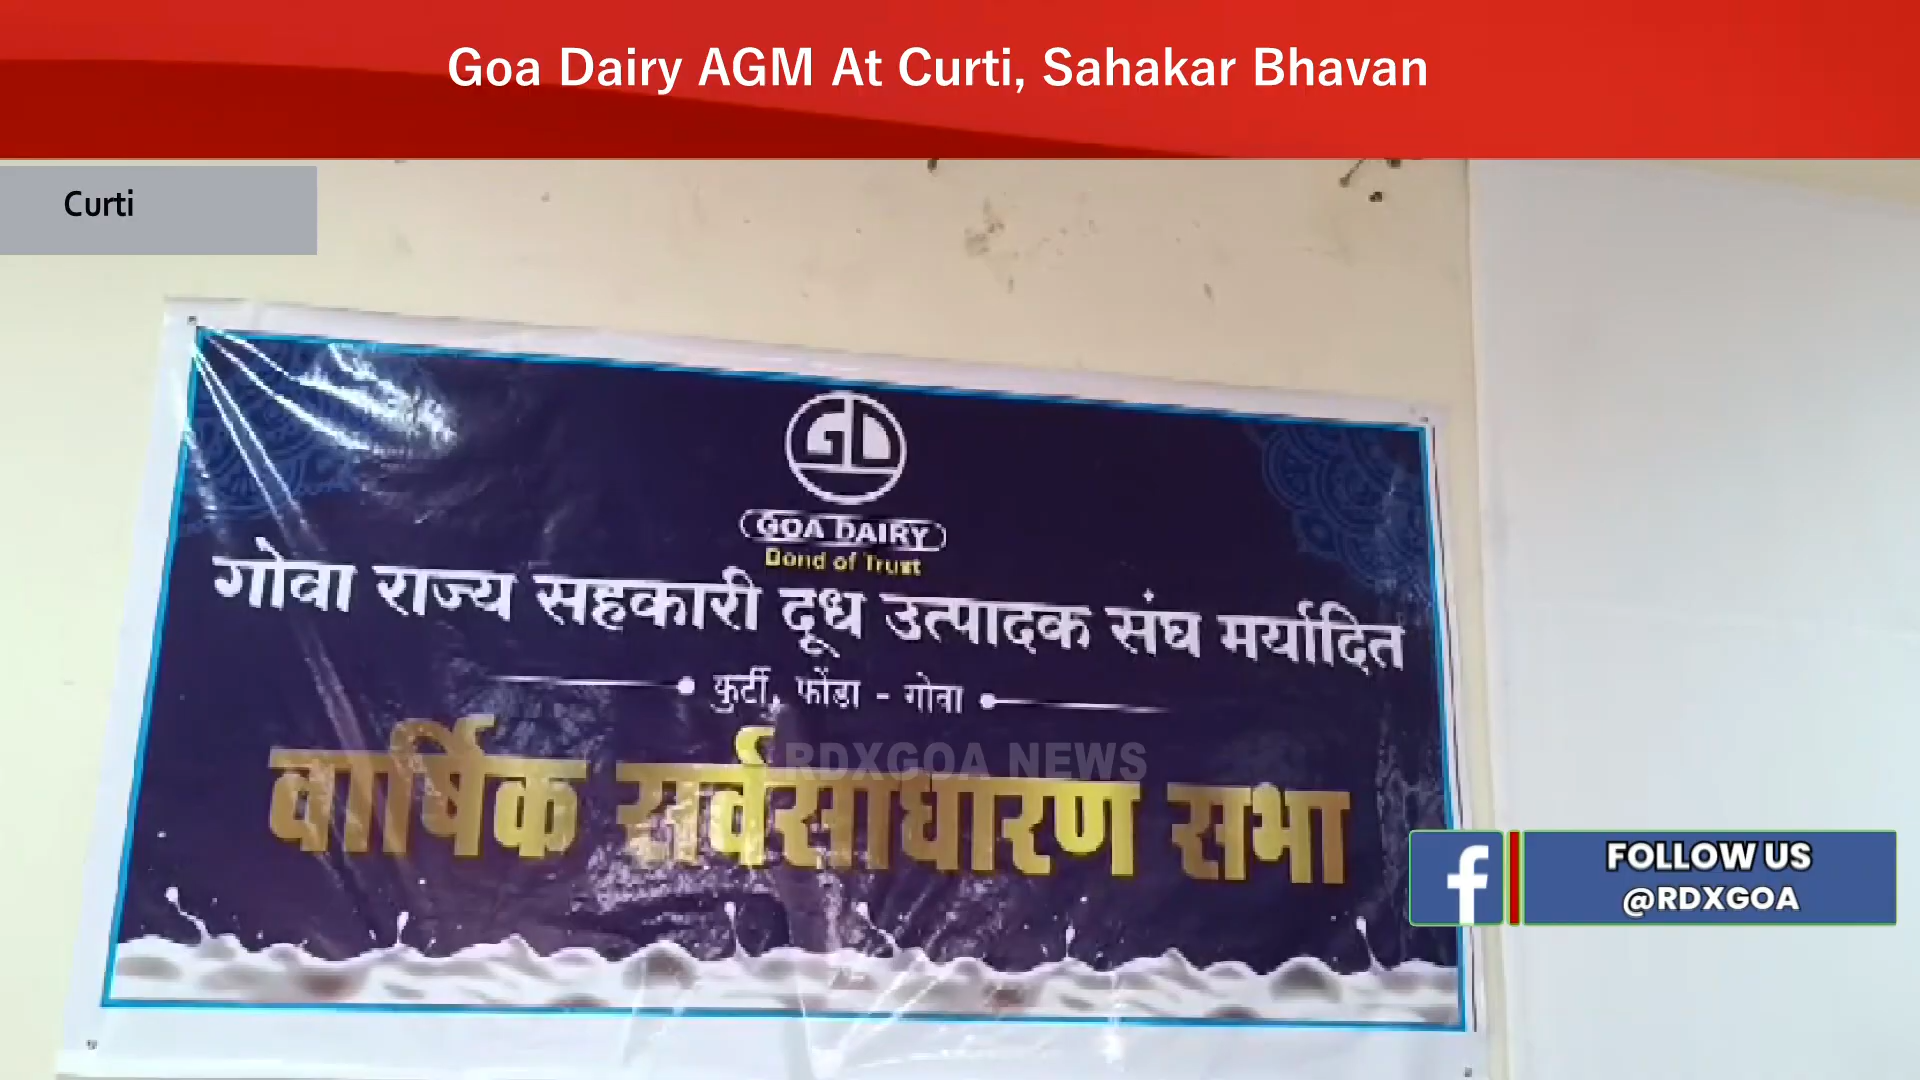 Goa Dairy AGM At Curti, Sahakar Bhavan
Curti
GD
GOA DAIRY
Bond of Trust
गोवा राज्य सहकारी दूध उत्पादक संघ मर्यादित
कुर्टी, फोंडा - गोवा
RDXGOA NEWS
वार्षिक सर्वसाधारण सभा
FOLLOW US
@RDXGOA